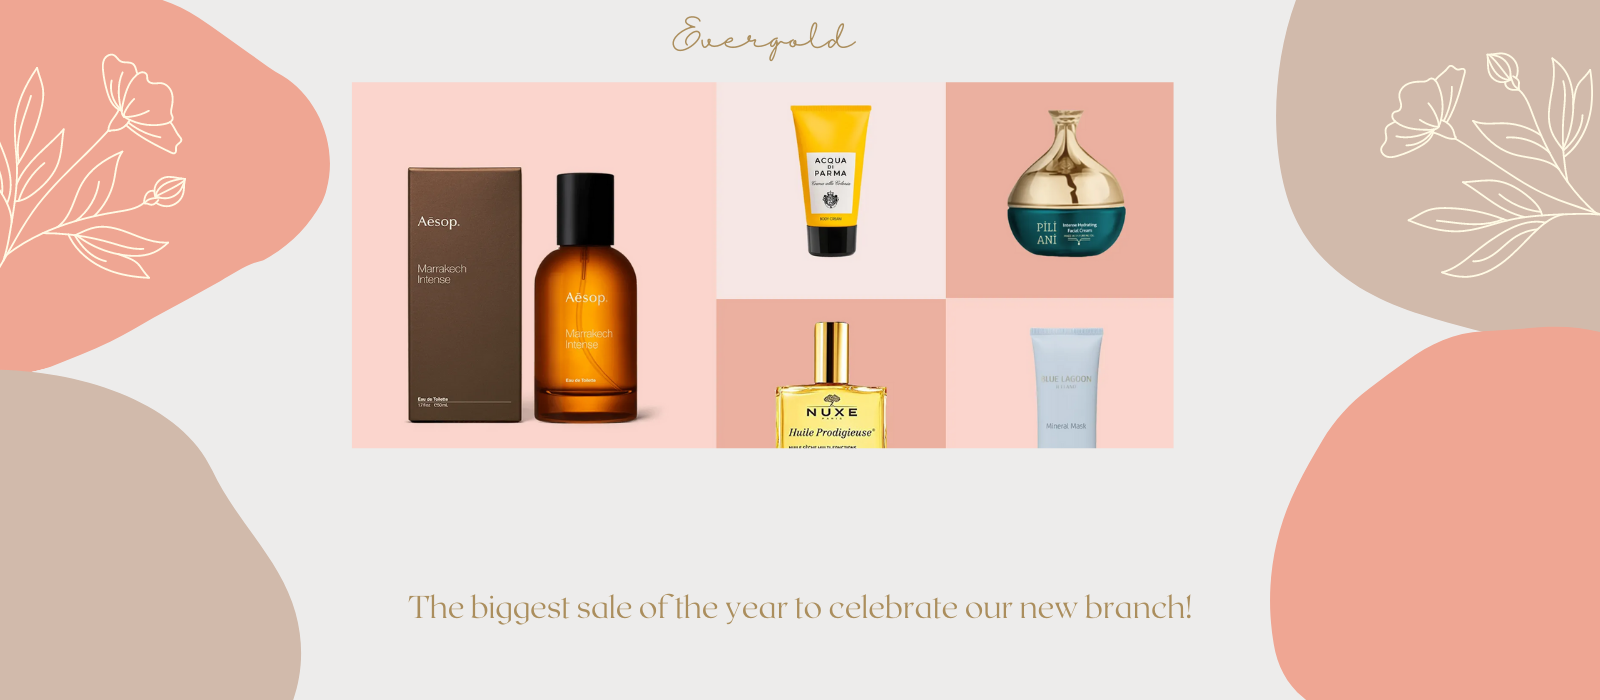 Evergold
Aēsop.
Marrakech
Intense
Eau de Toilette
Aēsop.
Marrakech
Intense
Eau de Toilette
ACQUA
DI
PARMA
BODY CREAM
PILI
ANI
Intense Hydrating
Facial Cream
NUXE
PARIS
Huile Prodigieuse®
BLUE LAGOON
ICELAND
Mineral Mask
The biggest sale of the year to celebrate our new branch!